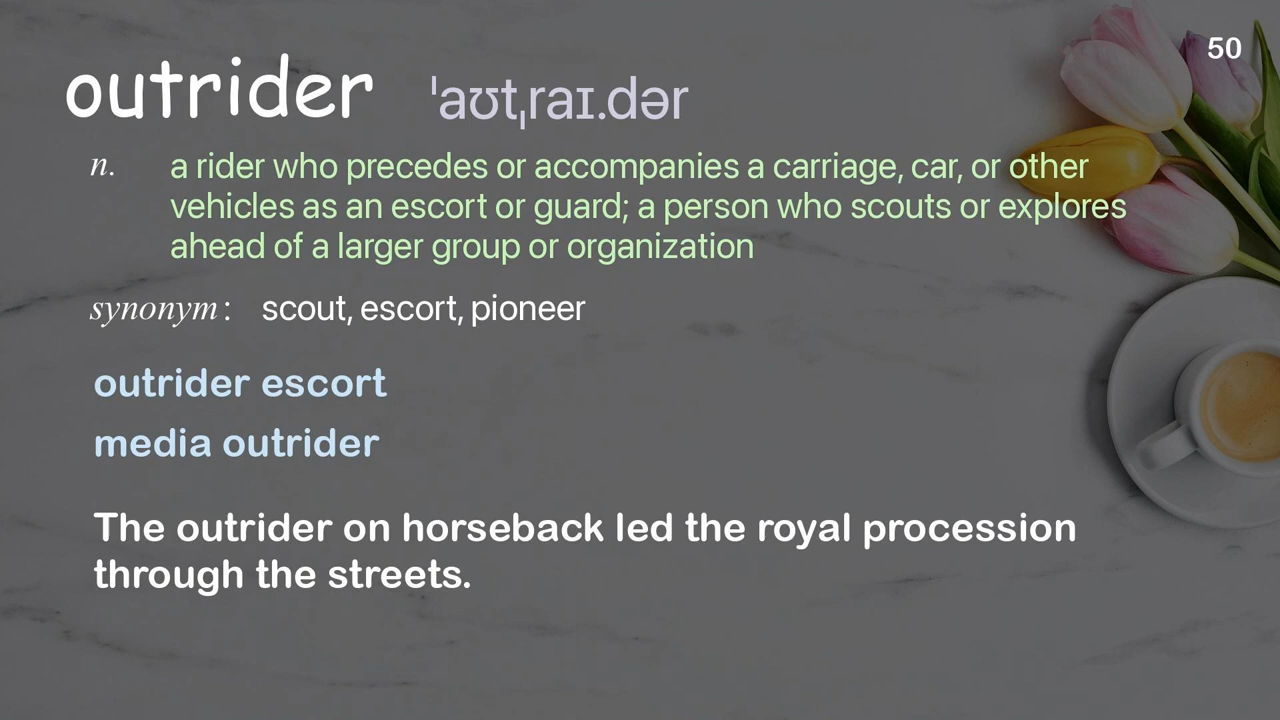 50
outrider ˈaʊtˌraɪ.dər
n. a rider who precedes or accompanies a carriage, car, or other
vehicles as an escort or guard; a person who scouts or explores
ahead of a larger group or organization
synonym: scout, escort, pioneer
outrider escort
media outrider
The outrider on horseback led the royal procession
through the streets.